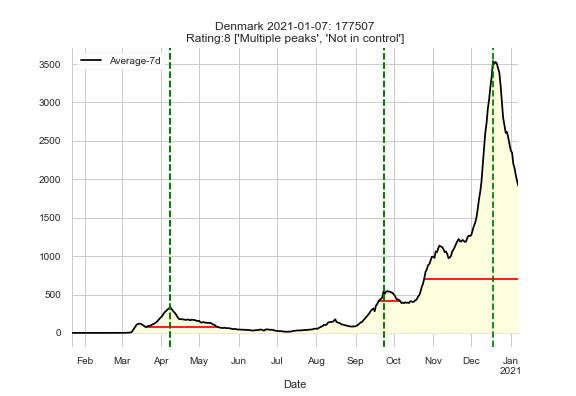 Denmark 2021-01-07: 177507
Rating:8 ['Multiple peaks', 'Not in control']
Average-7d
3500
3000
2500
2000
1500
1000
500
0
Feb Mar Apr May Jun Jul Aug Sep Oct Nov Dec Jan
2021
Date